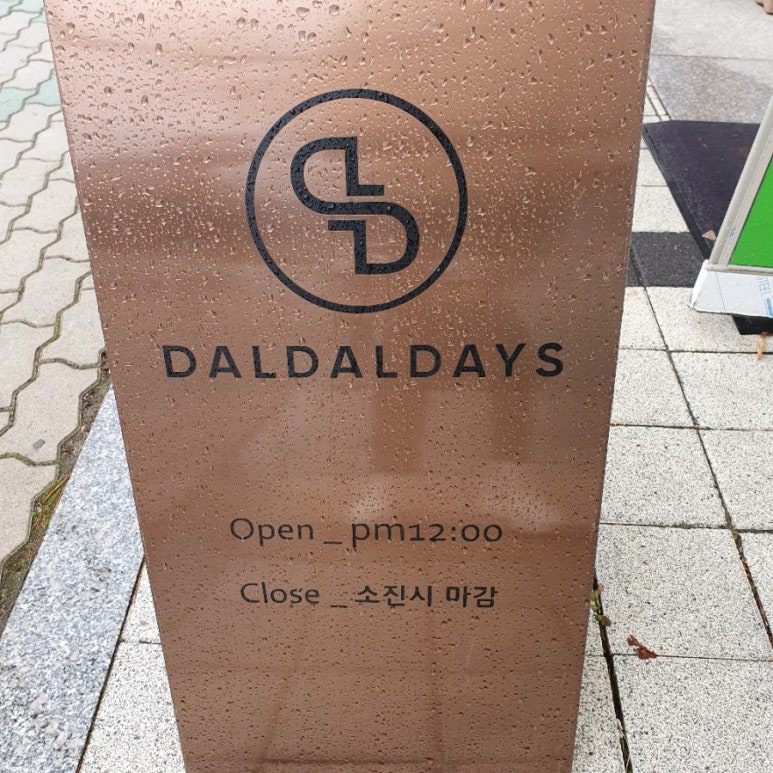 DALDALDAYS
Open _ pm12:00
Close _ 소진시 마감